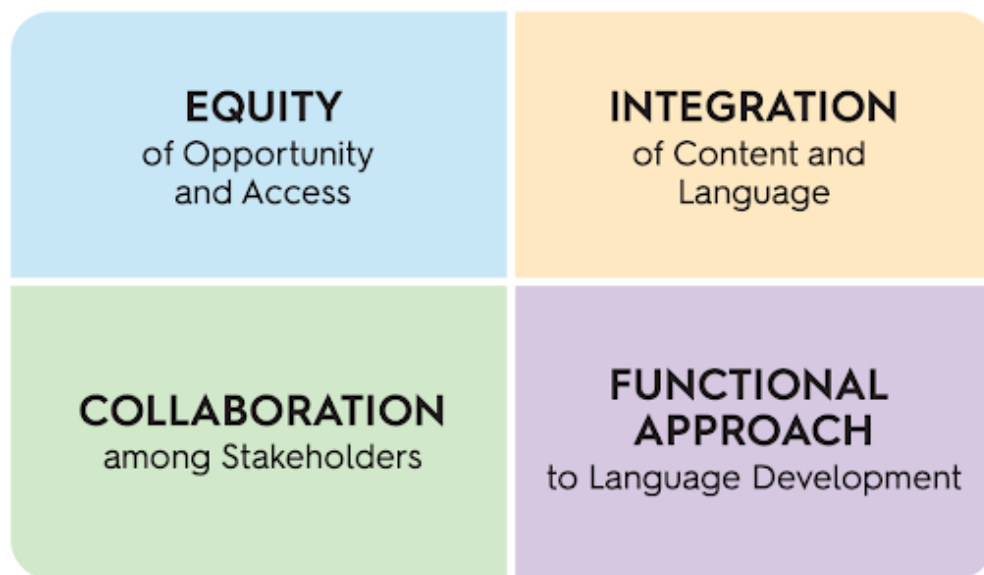 EQUITY
of Opportunity
and Access
INTEGRATION
of Content and
Language
COLLABORATION
among Stakeholders
FUNCTIONAL
APPROACH
to Language Development